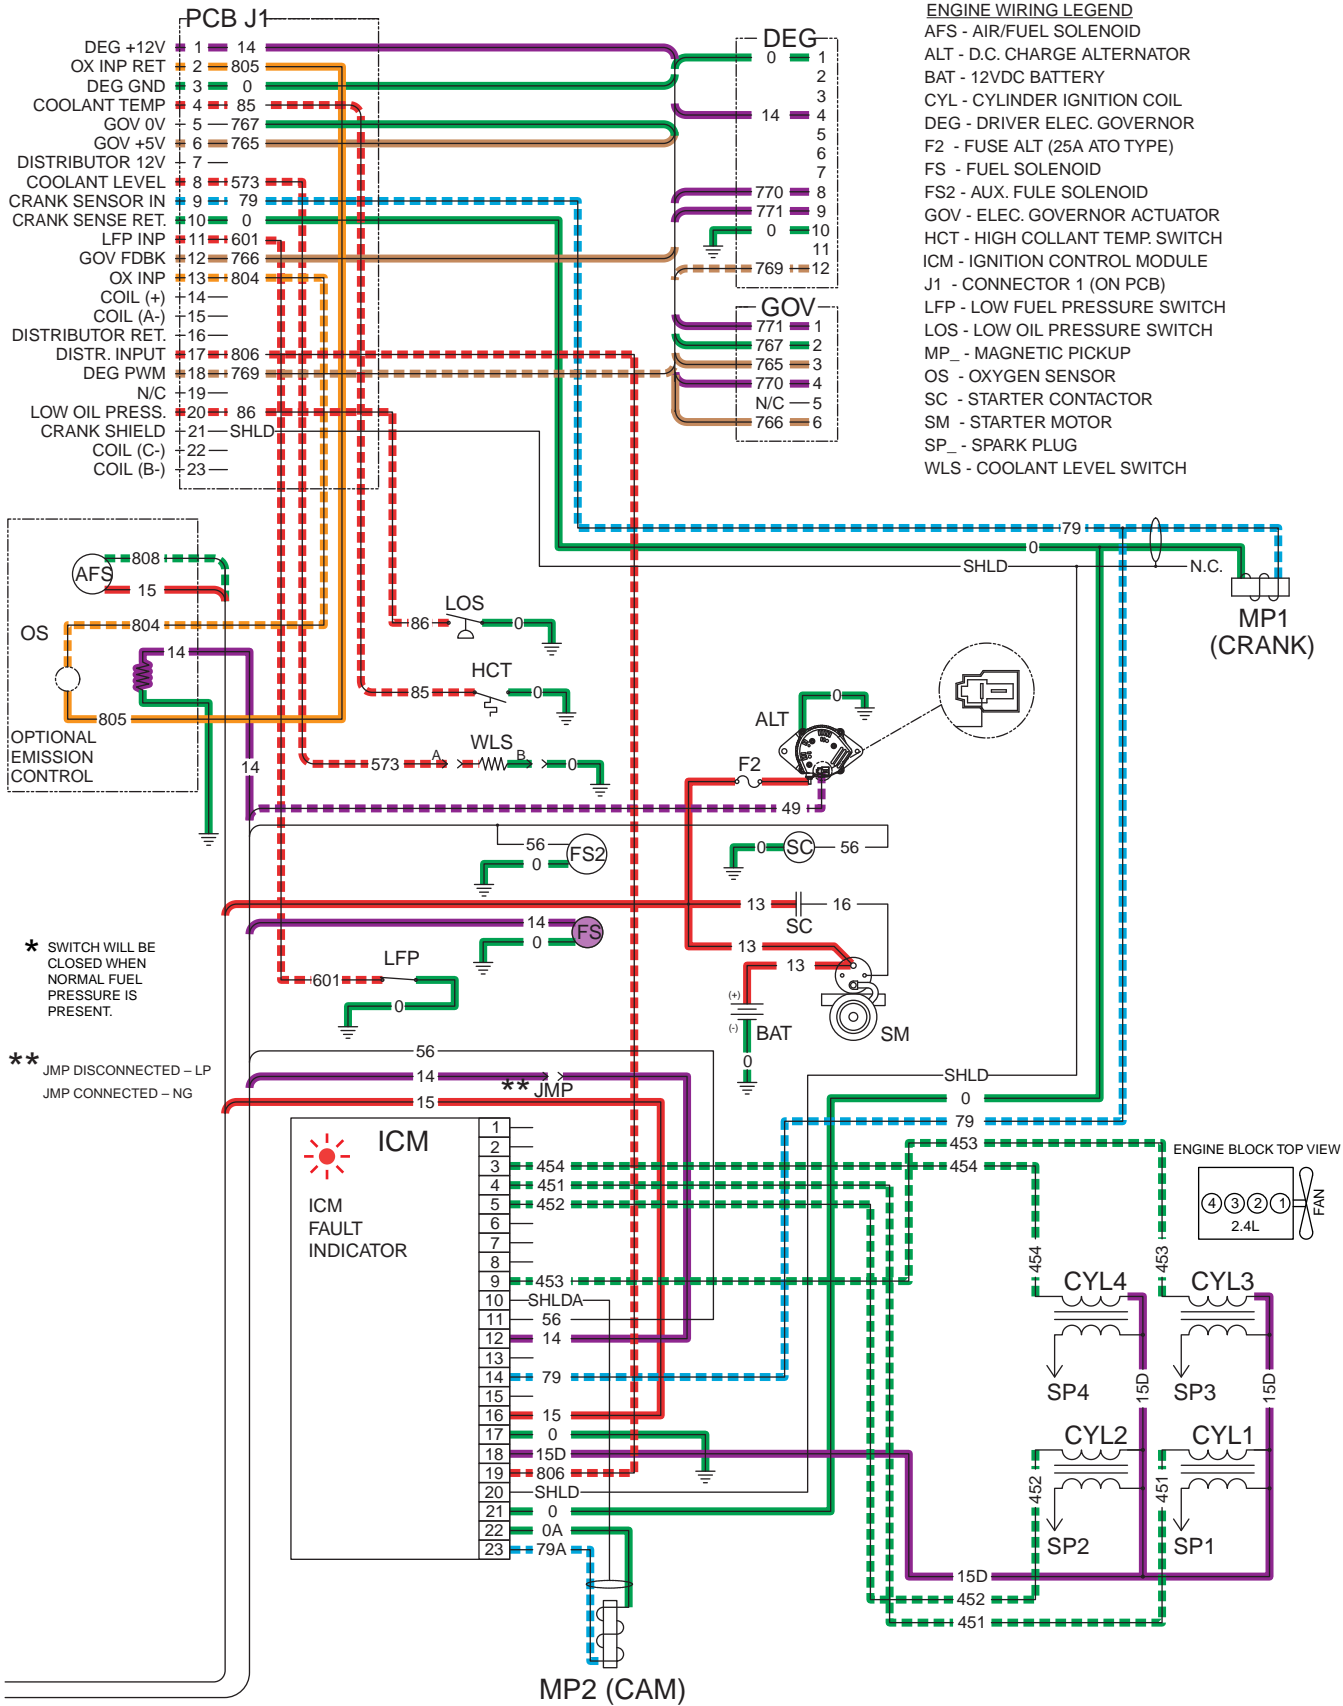 PCB J1
DEG +12V 1 14
OX INP RET 2 805
DEG GND 3 0
COOLANT TEMP 4 85
GOV 0V 5 767
GOV +5V 6 765
DISTRIBUTOR 12V 7
COOLANT LEVEL 8 573
CRANK SENSOR IN 9 79
CRANK SENSE RET. 10 0
LFP INP 11 601
GOV FDBK 12 766
OX INP 13 804
COIL (+) 14
COIL (A-) 15
DISTRIBUTOR RET. 16
DISTR. INPUT 17 806
DEG PWM 18 769
N/C 19
LOW OIL PRESS. 20 86
CRANK SHIELD 21 SHLD
COIL (C-) 22
COIL (B-) 23
DEG
0 1
2
3
14 4
5
6
7
770 8
771 9
0 10
11
769 12
GOV
771 1
767 2
765 3
770 4
N/C 5
766 6
ENGINE WIRING LEGEND
AFS - AIR/FUEL SOLENOID
ALT - D.C. CHARGE ALTERNATOR
BAT - 12VDC BATTERY
CYL - CYLINDER IGNITION COIL
DEG - DRIVER ELEC. GOVERNOR
F2 - FUSE ALT (25A ATO TYPE)
FS - FUEL SOLENOID
FS2 - AUX. FULE SOLENOID
GOV - ELEC. GOVERNOR ACTUATOR
HCT - HIGH COLLANT TEMP. SWITCH
ICM - IGNITION CONTROL MODULE
J1 - CONNECTOR 1 (ON PCB)
LFP - LOW FUEL PRESSURE SWITCH
LOS - LOW OIL PRESSURE SWITCH
MP_ - MAGNETIC PICKUP
OS - OXYGEN SENSOR
SC - STARTER CONTACTOR
SM - STARTER MOTOR
SP_ - SPARK PLUG
WLS - COOLANT LEVEL SWITCH
79
0
SHLD
N.C.
MP1
(CRANK)
AFS
808
15
OS
804
14
805
OPTIONAL
EMISSION
CONTROL
14
LOS
86 0
HCT
85 0
WLS
573 A B 0
ALT
0
F2
49
56
FS2
0
0 SC 56
13 16
SC
14
FS
0
13
13
(+)
(-)
BAT
0
SM
* SWITCH WILL BE
CLOSED WHEN
NORMAL FUEL
PRESSURE IS
PRESENT.
LFP
601
0
** JMP DISCONNECTED – LP
JMP CONNECTED – NG
56
14
** JMP
15
SHLD
0
79
453
454
ICM
ICM
FAULT
INDICATOR
1
2
3 454
4 451
5 452
6
7
8
9 453
10 SHLDA
11 56
12 14
13
14 79
15
16 15
17 0
18 15D
19 806
20 SHLD
21 0
22 0A
23 79A
MP2 (CAM)
ENGINE BLOCK TOP VIEW
4 3 2 1
2.4L
FAN
454
453
CYL4
CYL3
SP4
15D
SP3
15D
CYL2
CYL1
452
451
SP2
SP1
15D
452
451